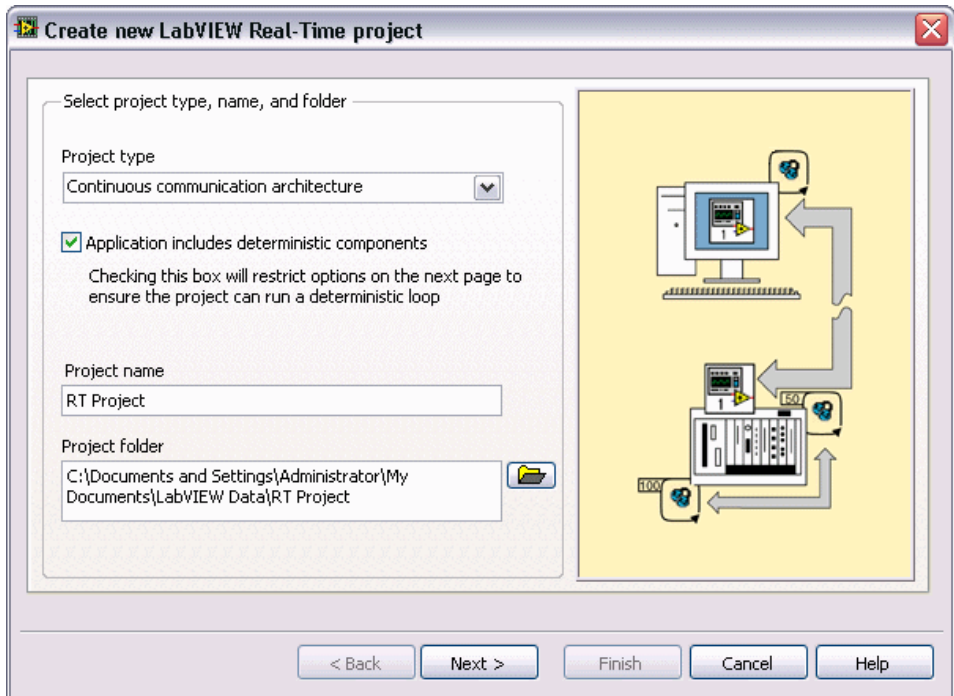 Create new LabVIEW Real-Time project
Select project type, name, and folder
Project type
Continuous communication architecture
Application includes deterministic components
Checking this box will restrict options on the next page to
ensure the project can run a deterministic loop
Project name
RT Project
Project folder
C:\Documents and Settings\Administrator\My
Documents\LabVIEW Data\RT Project
1
1
50
100
< Back
Next >
Finish
Cancel
Help